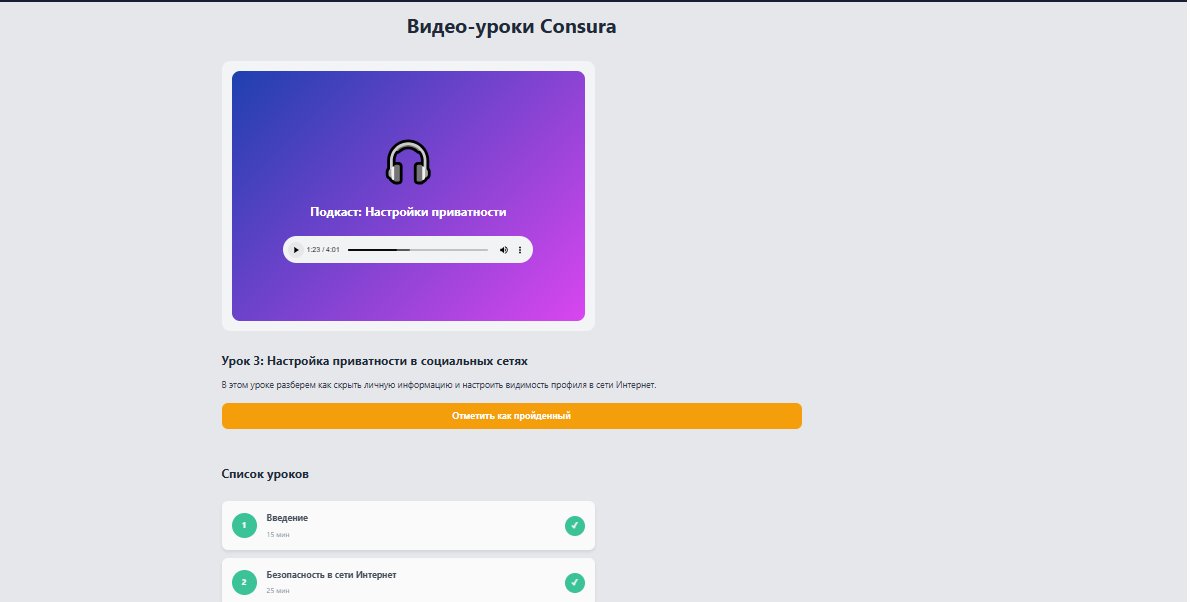 Видео-уроки Consura
Подкаст: Настройки приватности
1:23 / 4:01
Урок 3: Настройка приватности в социальных сетях
В этом уроке разберем как скрыть личную информацию и настроить видимость профиля в сети Интернет.
Отметить как пройденный
Список уроков
1
Введение
15 мин
2
Безопасность в сети Интернет
25 мин